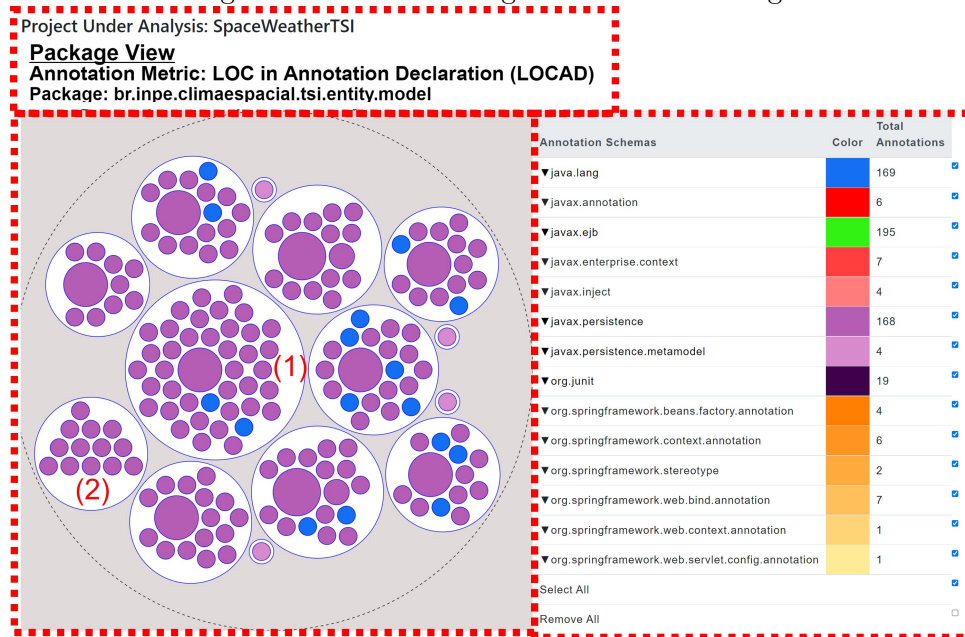 Project Under Analysis: SpaceWeatherTSI
Package View
Annotation Metric: LOC in Annotation Declaration (LOCAD)
Package: br.inpe.climaespacial.tsi.entity.model
Annotation Schemas Color Total Annotations
▼java.lang 169
▼javax.annotation 6
▼javax.ejb 195
▼javax.enterprise.context 7
▼javax.inject 4
▼javax.persistence 168
▼javax.persistence.metamodel 4
▼org.junit 19
▼org.springframework.beans.factory.annotation 4
▼org.springframework.context.annotation 6
▼org.springframework.stereotype 2
▼org.springframework.web.bind.annotation 7
▼org.springframework.web.context.annotation 1
▼org.springframework.web.servlet.config.annotation 1
Select All
Remove All
(1)
(2)